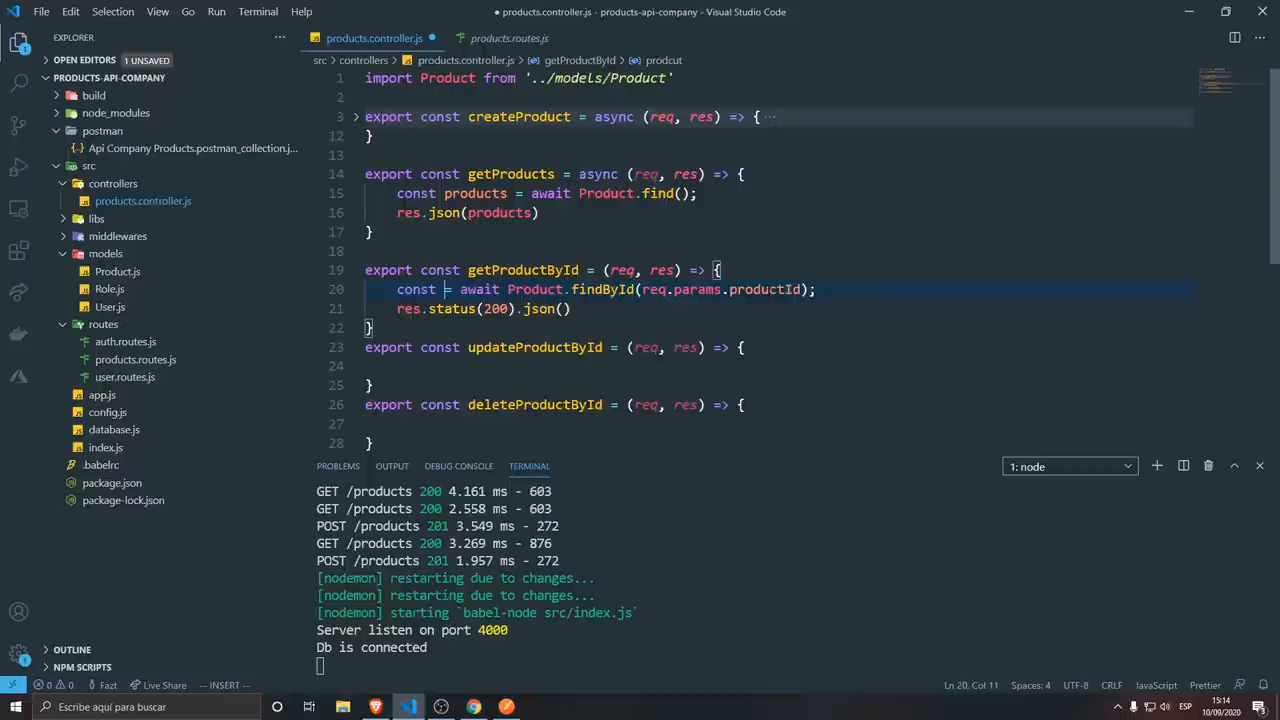 File Edit Selection View Go Run Terminal Help
● products.controller.js - products-api-company - Visual Studio Code
EXPLORER ···
1
OPEN EDITORS 1 UNSAVED
PRODUCTS-API-COMPANY
build
node_modules
postman
Api Company Products.postman_collection.j...
src
controllers
products.controller.js
libs
middlewares
models
Product.js
Role.js
User.js
routes
auth.routes.js
products.routes.js
user.routes.js
app.js
config.js
database.js
index.js
.babelrc
package.json
package-lock.json
OUTLINE
NPM SCRIPTS
1
products.controller.js ● products.routes.js
src > controllers > products.controller.js > getProductById > prodcut
1 import Product from '../models/Product'
2
3 export const createProduct = async (req, res) => { ···
12 }
13
14 export const getProducts = async (req, res) => {
15 const products = await Product.find();
16 res.json(products)
17 }
18
19 export const getProductById = (req, res) => {
20 const = await Product.findById(req.params.productId);
21 res.status(200).json()
22 }
23 export const updateProductById = (req, res) => {
24
25 }
26 export const deleteProductById = (req, res) => {
27
28 }
PROBLEMS OUTPUT DEBUG CONSOLE TERMINAL 1: node
GET /products 200 4.161 ms - 603
GET /products 200 2.558 ms - 603
POST /products 201 3.549 ms - 272
GET /products 200 3.269 ms - 876
POST /products 201 1.957 ms - 272
[nodemon] restarting due to changes...
[nodemon] restarting due to changes...
[nodemon] starting `babel-node src/index.js`
Server listen on port 4000
Db is connected
0 0 Fazt Live Share -- INSERT -- Ln 20, Col 11 Spaces: 4 UTF-8 CRLF JavaScript Prettier
Escribe aquí para buscar
ESP
15:14
10/09/2020